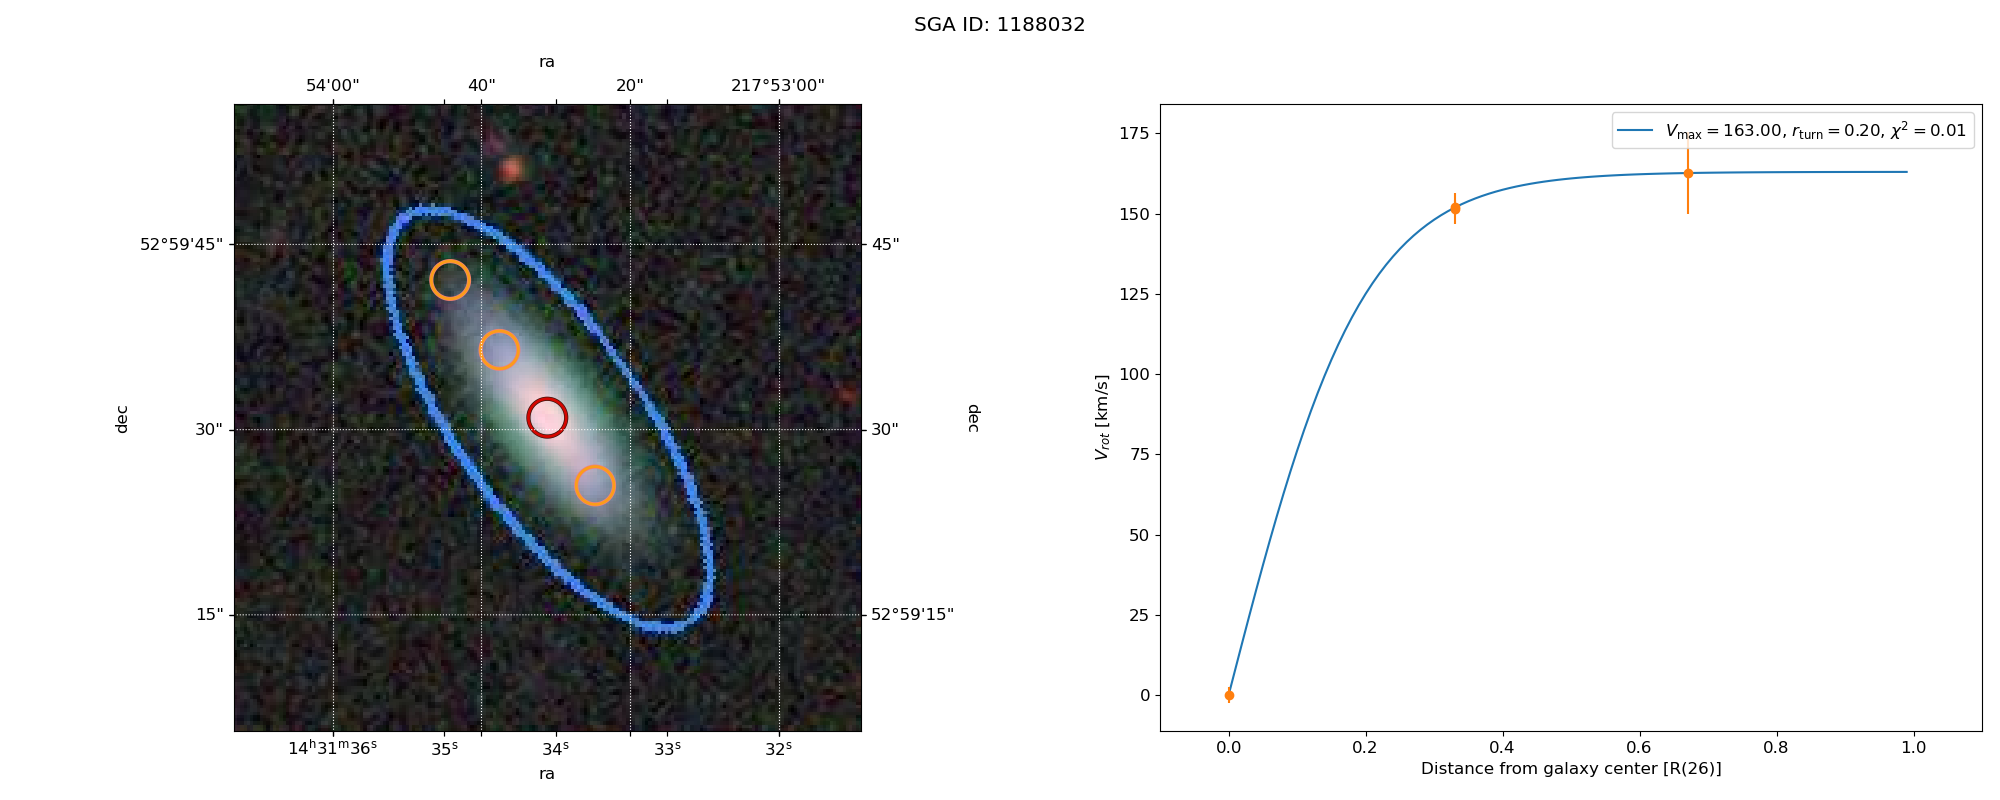 SGA ID: 1188032
ra
54'00" 40" 20" 217°53'00"
52°59'45"
30"
15"
dec
45"
30"
52°59'15"
dec
14ʰ31ᵐ36ˢ 35ˢ 34ˢ 33ˢ 32ˢ
ra
V_max = 163.00, r_turn = 0.20, χ² = 0.01
175
150
125
100
75
50
25
0
V_rot [km/s]
0.0 0.2 0.4 0.6 0.8 1.0
Distance from galaxy center [R(26)]